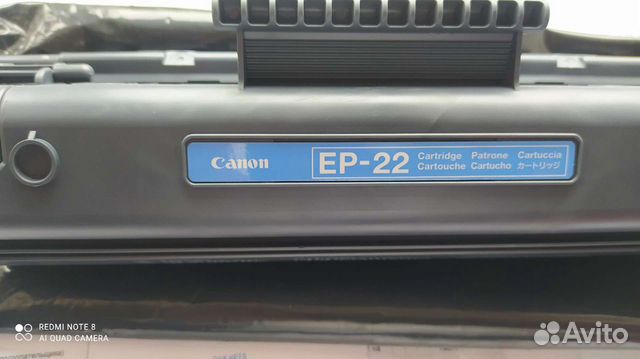 Canon
EP-22
Cartridge Patrone Cartuccia
Cartouche Cartucho カートリッジ
REDMI NOTE 8
AI QUAD CAMERA
Avito